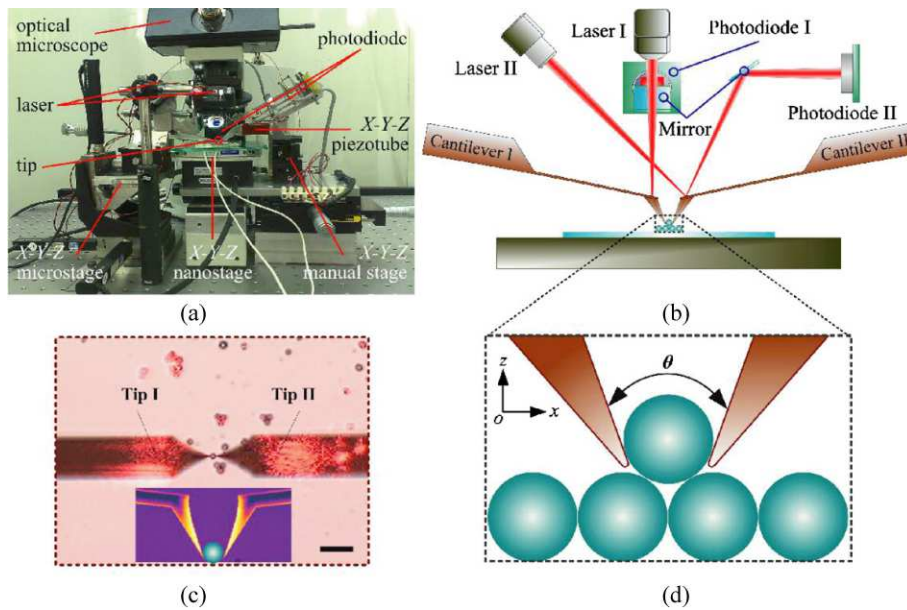 optical
microscope
photodiode
laser
X-Y-Z
piezotube
tip
X-Y-Z
microstage
X-Y-Z
nanostage
X-Y-Z
manual stage
(a)
Laser I
Photodiode I
Laser II
Mirror
Photodiode II
Cantilever I
Cantilever II
(b)
Tip I
Tip II
(c)
z
o
x
θ
(d)